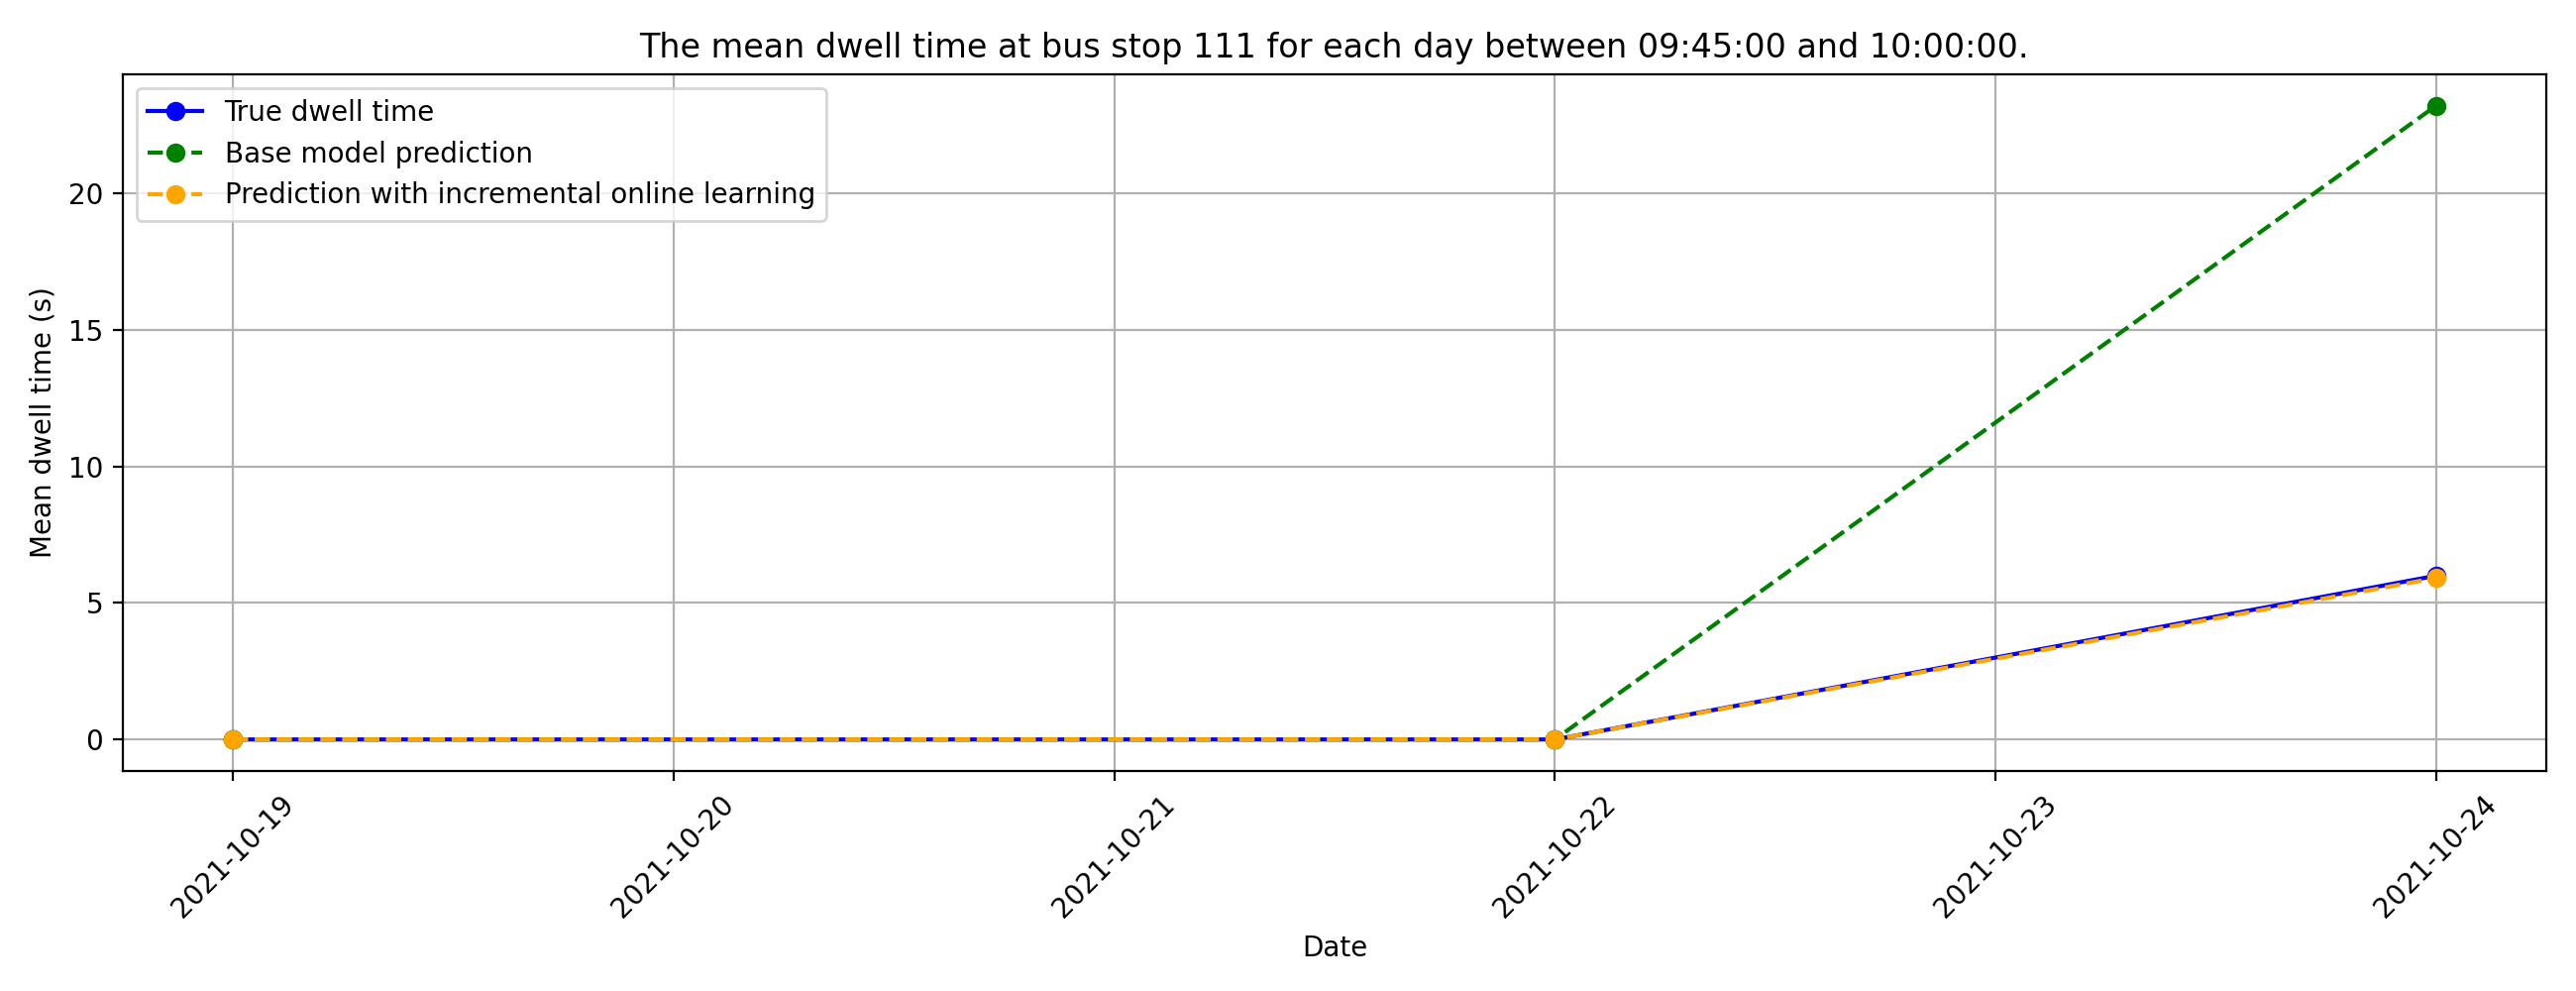 The mean dwell time at bus stop 111 for each day between 09:45:00 and 10:00:00.
True dwell time
Base model prediction
Prediction with incremental online learning
Mean dwell time (s)
20
15
10
5
0
2021-10-19
2021-10-20
2021-10-21
2021-10-22
2021-10-23
2021-10-24
Date